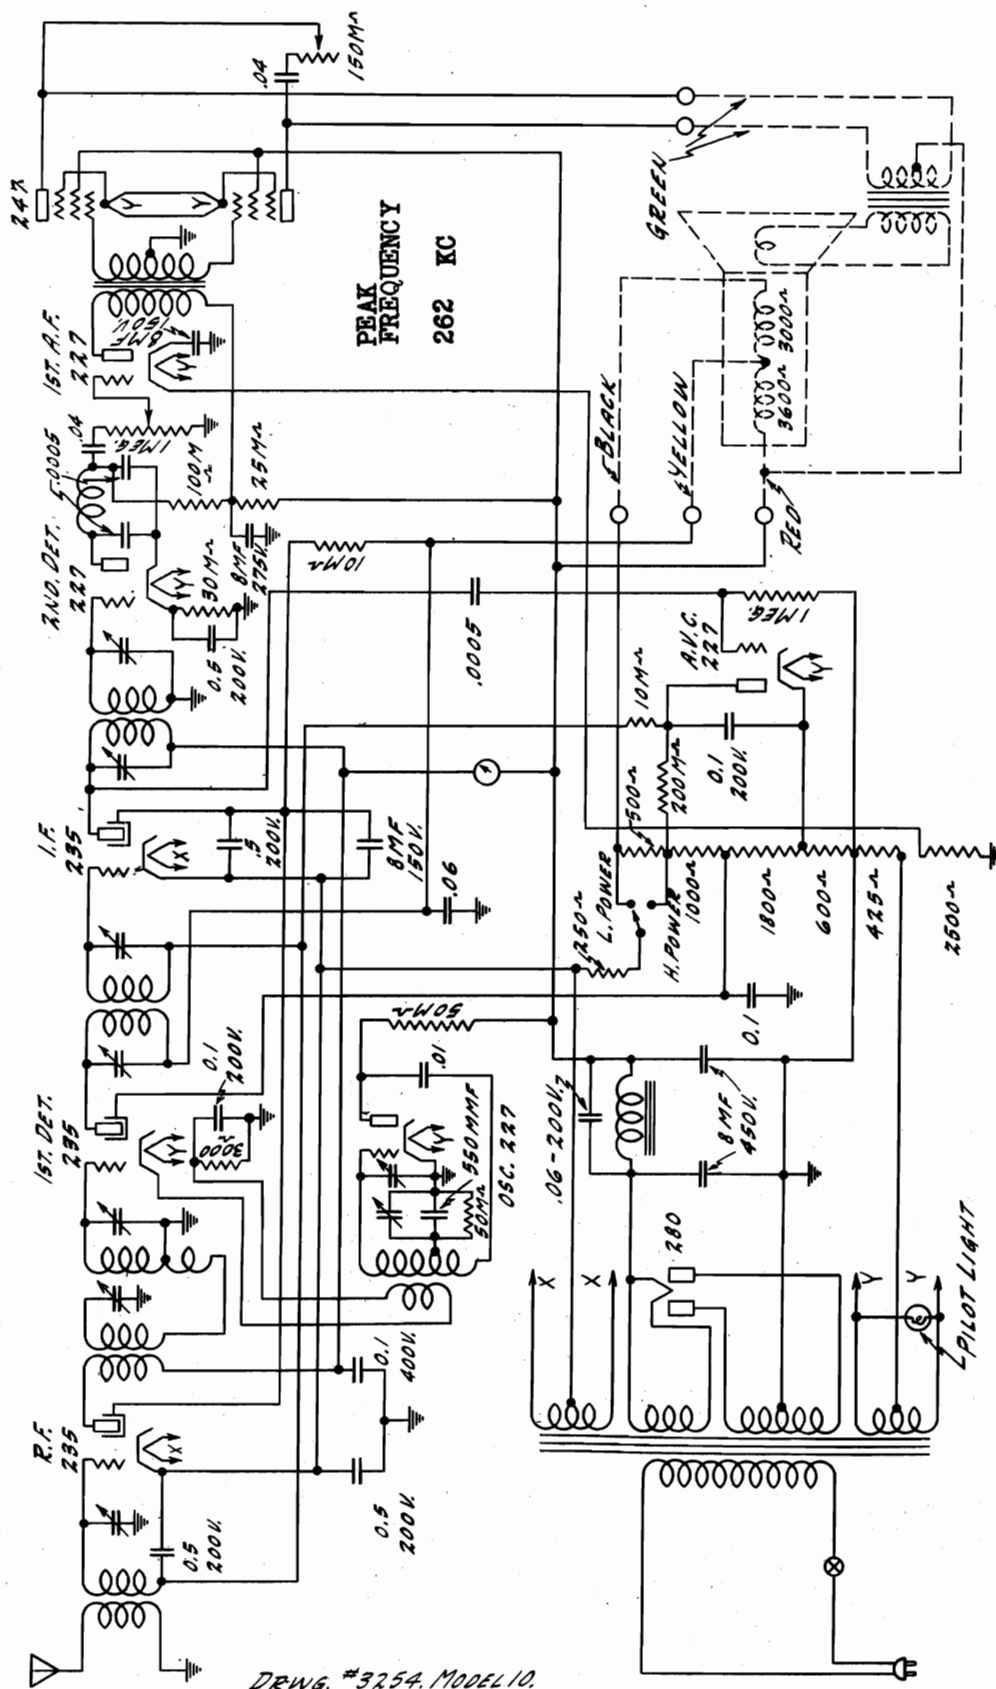 247
.04
150MΩ
GREEN
PEAK
FREQUENCY
262 KC
1ST. A.F.
227
8MF
150V.
.04
1MEG.
.0005
100MΩ
25MΩ
BLACK
YELLOW
RED
3600Ω
3000Ω
2ND. DET.
227
30MΩ
8MF
275V.
0.5
200V.
10MΩ
.0005
1MEG.
A.V.C.
227
Y
10MΩ
0.1
200V.
200MΩ
500Ω
I.F.
235
X
.5
200V.
8MF
150V.
.06
250Ω
L.POWER
H.POWER
1000Ω
1800Ω
600Ω
425Ω
2500Ω
0.1
1ST. DET.
235
Y
0.1
200V.
3000
Ω
50MΩ
.01
550MMF
50MΩ
OSC. 227
Y
.06-200V.
8MF
450V.
R.F.
235
X
0.5
200V.
0.1
400V.
0.5
200V.
X
X
280
Y
Y
PILOT LIGHT
DRWG. #3254. MODEL 10.